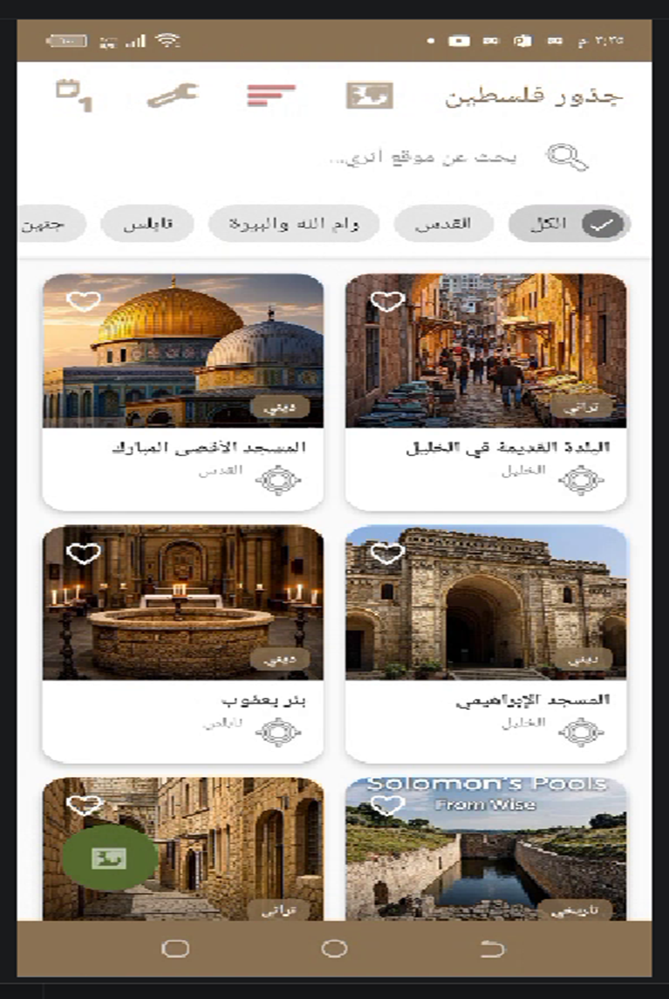 ٢:٢٥ م
جذور فلسطين
بحث عن موقع أثري...
الكل
القدس
رام الله والبيرة
نابلس
جنين
تراثي
ديني
البلدة القديمة في الخليل
المسجد الأقصى المبارك
الخليل
القدس
ديني
ديني
المسجد الإبراهيمي
بئر يعقوب
الخليل
نابلس
Solomon's Pools
From Wise
تاريخي
تراثي